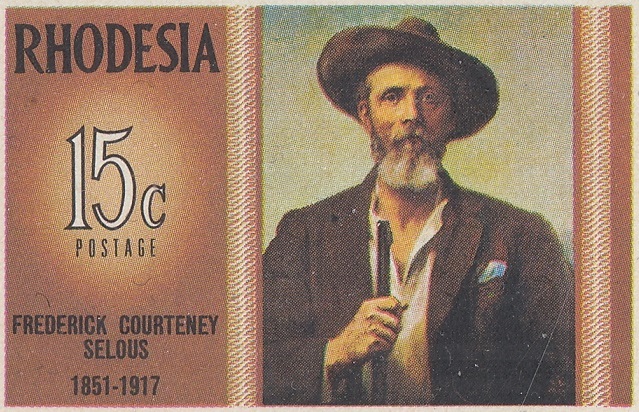 RHODESIA
15c
POSTAGE
FREDERICK COURTENEY
SELOUS
1851-1917